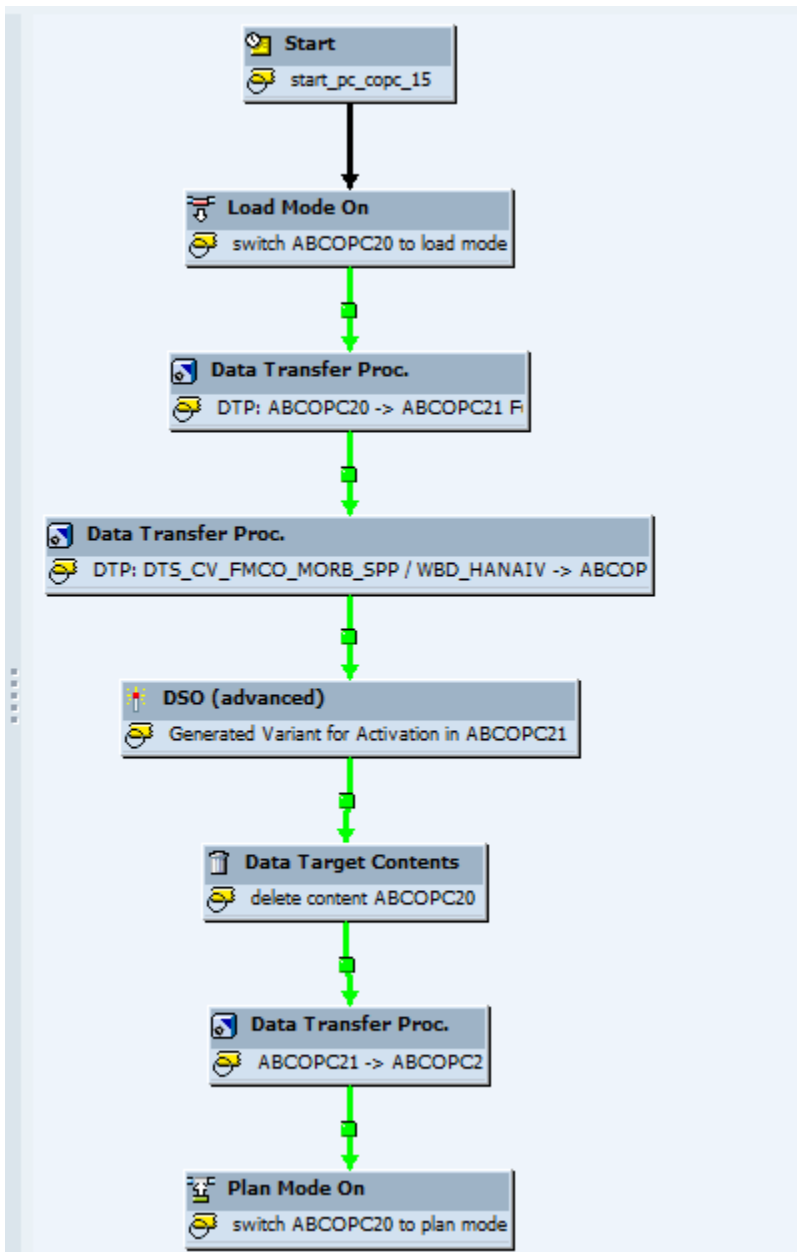 Start
start_pc_copc_15
Load Mode On
switch ABCOPC20 to load mode
Data Transfer Proc.
DTP: ABCOPC20 -> ABCOPC21 F
Data Transfer Proc.
DTP: DTS_CV_FMCO_MORB_SPP / WBD_HANAIV -> ABCOP
DSO (advanced)
Generated Variant for Activation in ABCOPC21
Data Target Contents
delete content ABCOPC20
Data Transfer Proc.
ABCOPC21 -> ABCOPC2
Plan Mode On
switch ABCOPC20 to plan mode